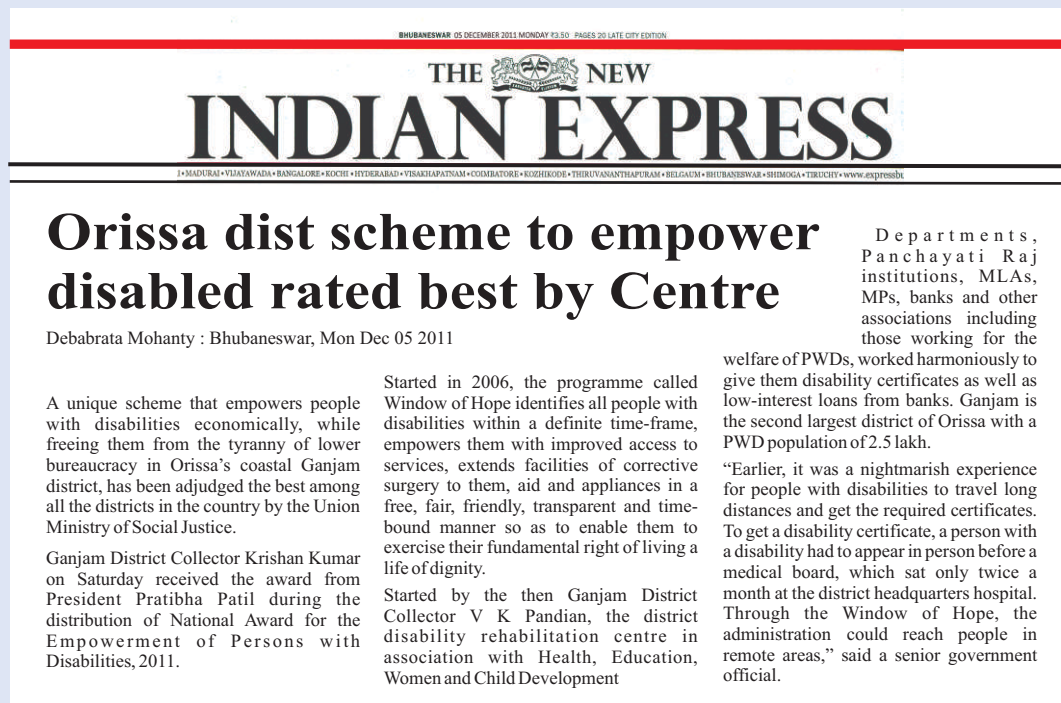 BHUBANESWAR 05 DECEMBER 2011 MONDAY ₹3.50 PAGES 20 LATE CITY EDITION
THE NEW
INDIAN EXPRESS
• MADURAI • VIJAYAWADA • BANGALORE • KOCHI • HYDERABAD • VISAKHAPATNAM • COIMBATORE • KOZHIKODE • THIRUVANANTHAPURAM • BELGAUM • BHUBANESWAR • SHIMOGA • TIRUCHY • www.expressbu
Orissa dist scheme to empower
disabled rated best by Centre
Debabrata Mohanty : Bhubaneswar, Mon Dec 05 2011
A unique scheme that empowers people
with disabilities economically, while
freeing them from the tyranny of lower
bureaucracy in Orissa's coastal Ganjam
district, has been adjudged the best among
all the districts in the country by the Union
Ministry of Social Justice.
Ganjam District Collector Krishan Kumar
on Saturday received the award from
President Pratibha Patil during the
distribution of National Award for the
Empowerment of Persons with
Disabilities, 2011.
Started in 2006, the programme called
Window of Hope identifies all people with
disabilities within a definite time-frame,
empowers them with improved access to
services, extends facilities of corrective
surgery to them, aid and appliances in a
free, fair, friendly, transparent and time-
bound manner so as to enable them to
exercise their fundamental right of living a
life of dignity.
Started by the then Ganjam District
Collector V K Pandian, the district
disability rehabilitation centre in
association with Health, Education,
Women and Child Development
Departments,
Panchayati Raj
institutions, MLAs,
MPs, banks and other
associations including
those working for the
welfare of PWDs, worked harmoniously to
give them disability certificates as well as
low-interest loans from banks. Ganjam is
the second largest district of Orissa with a
PWD population of 2.5 lakh.
“Earlier, it was a nightmarish experience
for people with disabilities to travel long
distances and get the required certificates.
To get a disability certificate, a person with
a disability had to appear in person before a
medical board, which sat only twice a
month at the district headquarters hospital.
Through the Window of Hope, the
administration could reach people in
remote areas,” said a senior government
official.